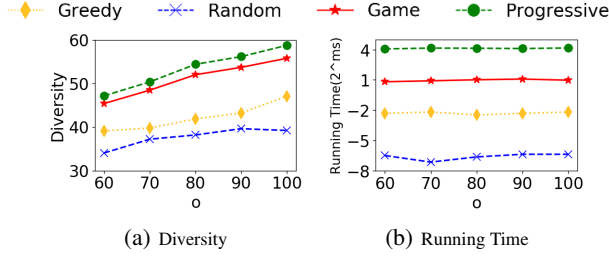 Greedy Random Game Progressive
60
50
40
30
Diversity
60 70 80 90 100
o
(a) Diversity
4
1
−2
−5
−8
Running Time(2^ms)
60 70 80 90 100
o
(b) Running Time